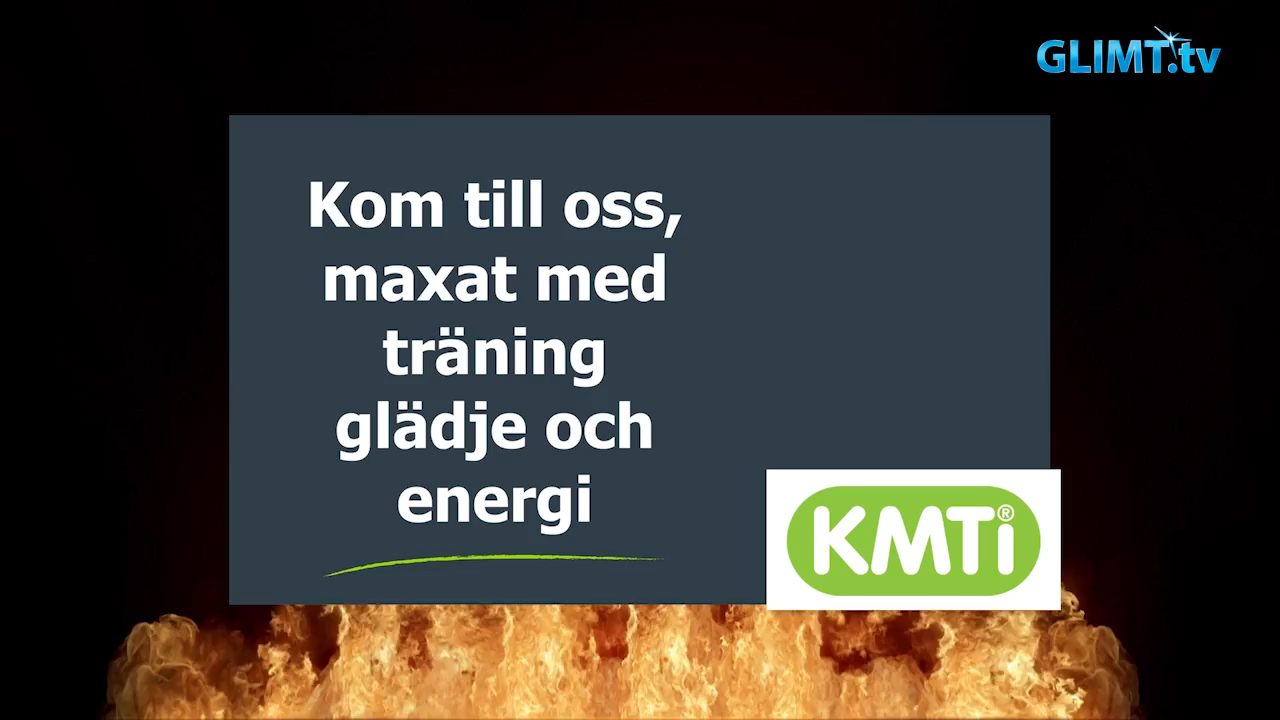 GLIMT.tv
Kom till oss,
maxat med
träning
glädje och
energi
KMTi®